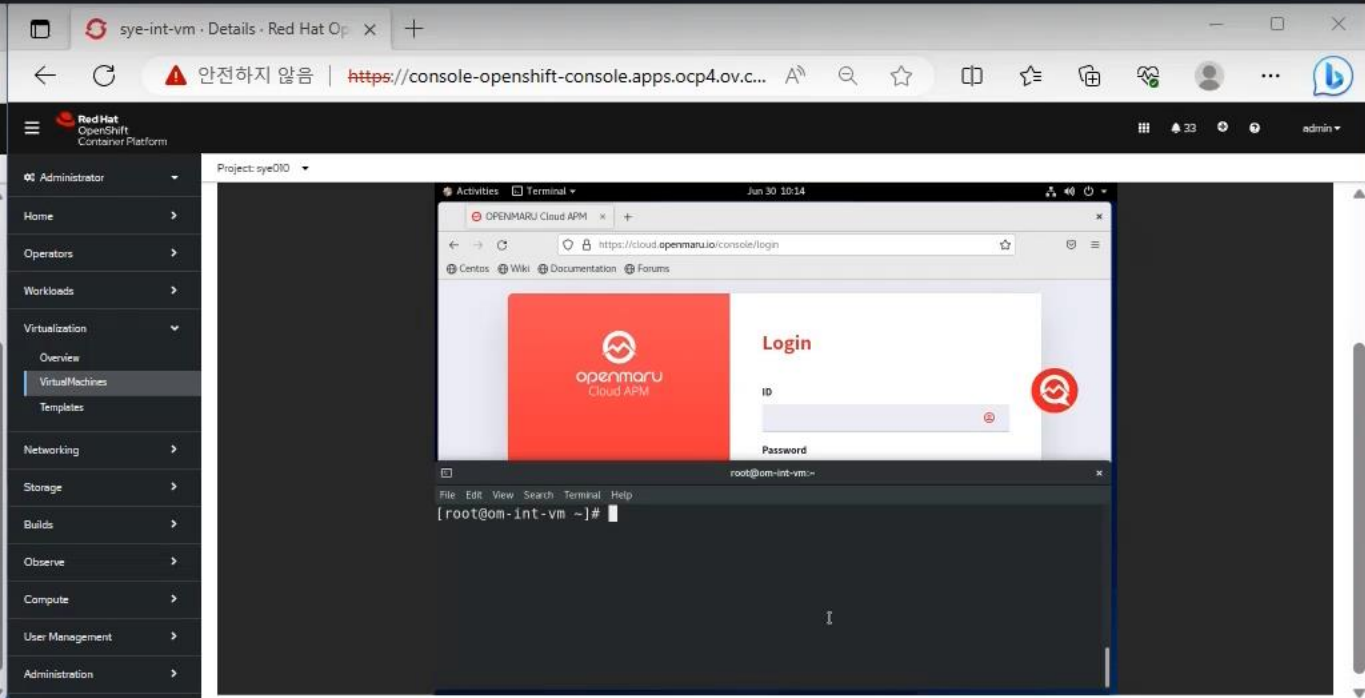 sye-int-vm · Details · Red Hat Op
안전하지 않음 | https://console-openshift-console.apps.ocp4.ov.c...
Red Hat
OpenShift
Container Platform
33
admin
Administrator
Project: sye010
Home
Operators
Workloads
Virtualization
Overview
VirtualMachines
Templates
Networking
Storage
Builds
Observe
Compute
User Management
Administration
Activities Terminal Jun 30 10:14
OPENMARU Cloud APM
https://cloud.openmaru.io/console/login
Centos Wiki Documentation Forums
openmaru
Cloud APM
Login
ID
Password
root@om-int-vm:~
File Edit View Search Terminal Help
[root@om-int-vm ~]#